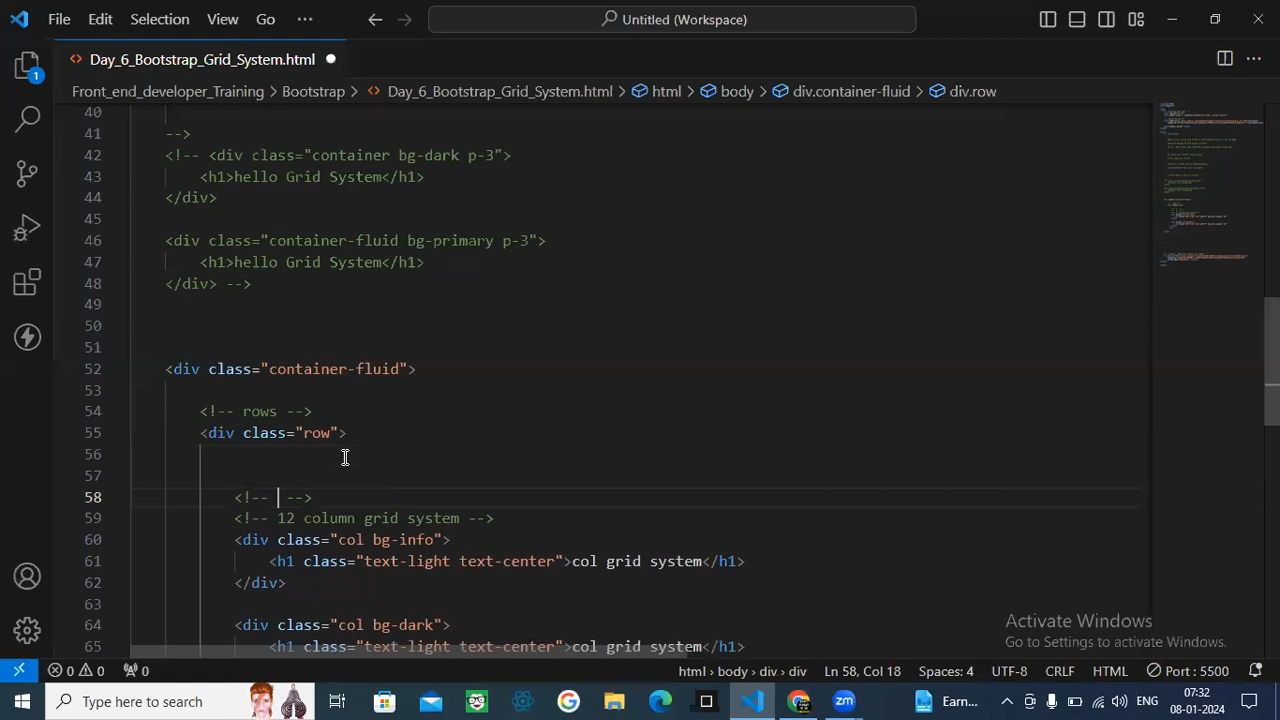 File Edit Selection View Go Untitled (Workspace)
Day_6_Bootstrap_Grid_System.html
Front_end_developer_Training > Bootstrap > Day_6_Bootstrap_Grid_System.html > html > body > div.container-fluid > div.row
1
40
41 -->
42 <!-- <div class="container bg-dark p-3">
43 <h1>hello Grid System</h1>
44 </div>
45
46 <div class="container-fluid bg-primary p-3">
47 <h1>hello Grid System</h1>
48 </div> -->
49
50
51
52 <div class="container-fluid">
53
54 <!-- rows -->
55 <div class="row">
56
57
58 <!-- -->
59 <!-- 12 column grid system -->
60 <div class="col bg-info">
61 <h1 class="text-light text-center">col grid system</h1>
62 </div>
63
64 <div class="col bg-dark">
65 <h1 class="text-light text-center">col grid system</h1>
Activate Windows
Go to Settings to activate Windows.
0 0 0 html > body > div > div Ln 58, Col 18 Spaces: 4 UTF-8 CRLF HTML Port : 5500
Type here to search zm Earn... ENG 07:32
08-01-2024